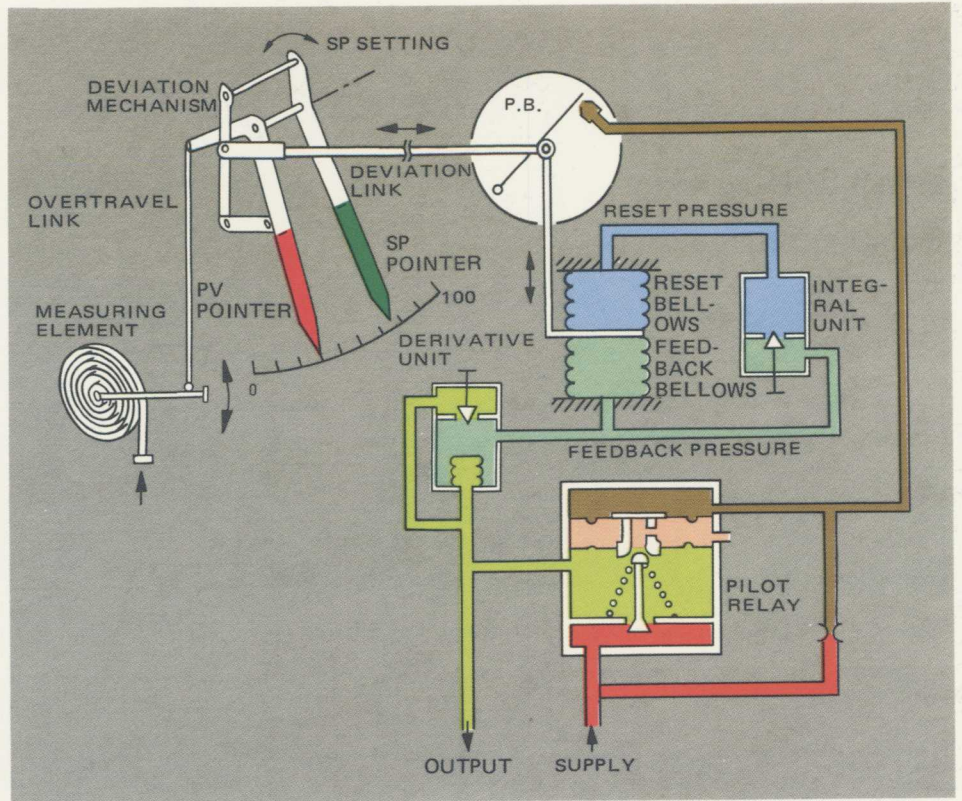 SP SETTING
DEVIATION
MECHANISM
P.B.
DEVIATION
LINK
OVERTRAVEL
LINK
RESET PRESSURE
SP
POINTER
PV
POINTER
100
0
RESET
BELL-
OWS
INTEG-
RAL
UNIT
MEASURING
ELEMENT
DERIVATIVE
UNIT
FEED-
BACK
BELLOWS
FEEDBACK PRESSURE
PILOT
RELAY
OUTPUT
SUPPLY